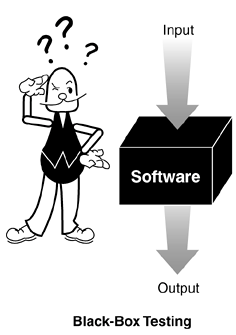 ? ? ?
Input
Software
Output
Black-Box Testing